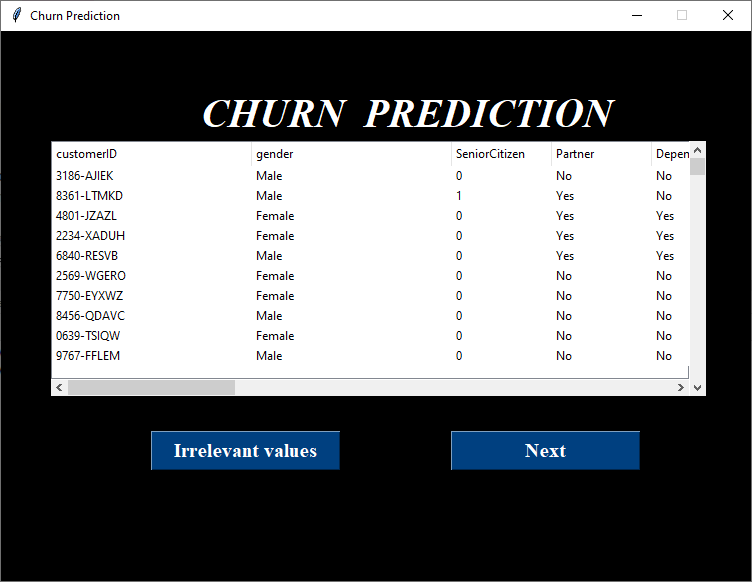 Churn Prediction
CHURN PREDICTION
customerID gender SeniorCitizen Partner Depen
3186-AJIEK Male 0 No No
8361-LTMKD Male 1 Yes No
4801-JZAZL Female 0 Yes Yes
2234-XADUH Female 0 Yes Yes
6840-RESVB Male 0 Yes Yes
2569-WGERO Female 0 No No
7750-EYXWZ Female 0 No No
8456-QDAVC Male 0 No No
0639-TSIQW Female 0 No No
9767-FFLEM Male 0 No No
Irrelevant values Next